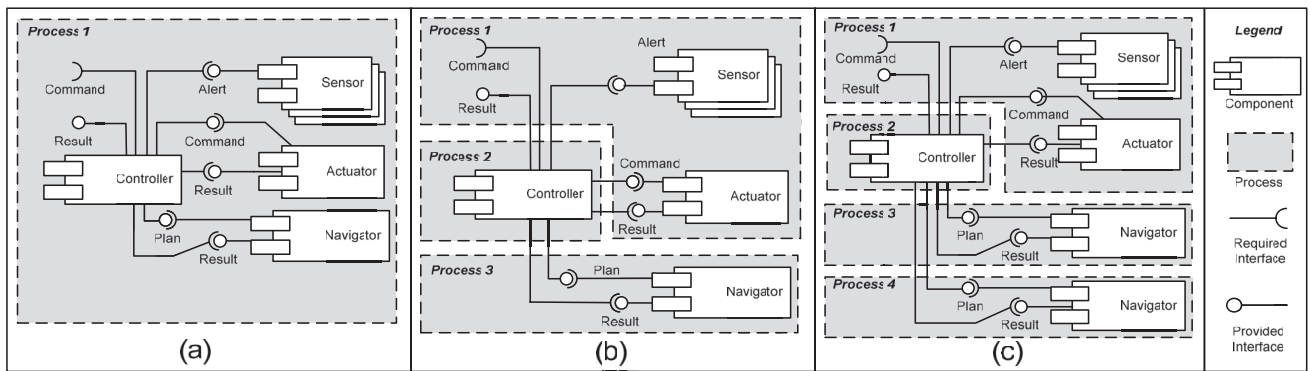 Process 1
Command
Result
Alert
Sensor
Command
Actuator
Result
Controller
Plan
Result
Navigator
(a)
Process 1
Command
Result
Alert
Sensor
Process 2
Controller
Command
Result
Actuator
Process 3
Plan
Result
Navigator
(b)
Process 1
Command
Result
Alert
Sensor
Command
Result
Actuator
Process 2
Controller
Process 3
Plan
Result
Navigator
Process 4
Plan
Result
Navigator
(c)
Legend
Component
Process
Required
Interface
Provided
Interface